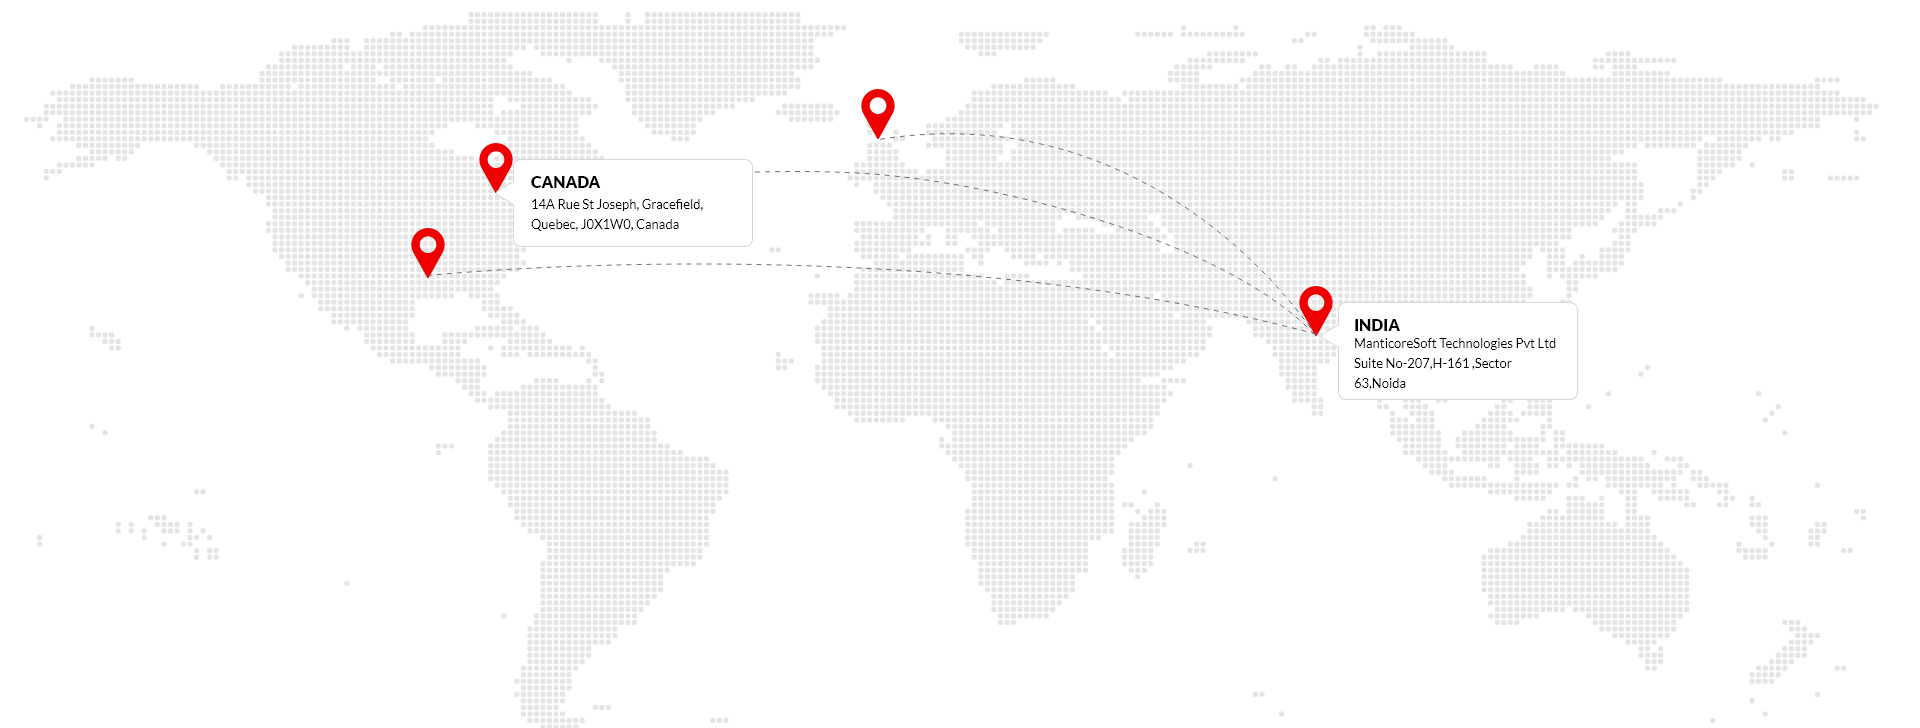 CANADA
14A Rue St Joseph, Gracefield,
Quebec, J0X1W0, Canada
INDIA
ManticoreSoft Technologies Pvt Ltd
Suite No-207,H-161 ,Sector
63,Noida